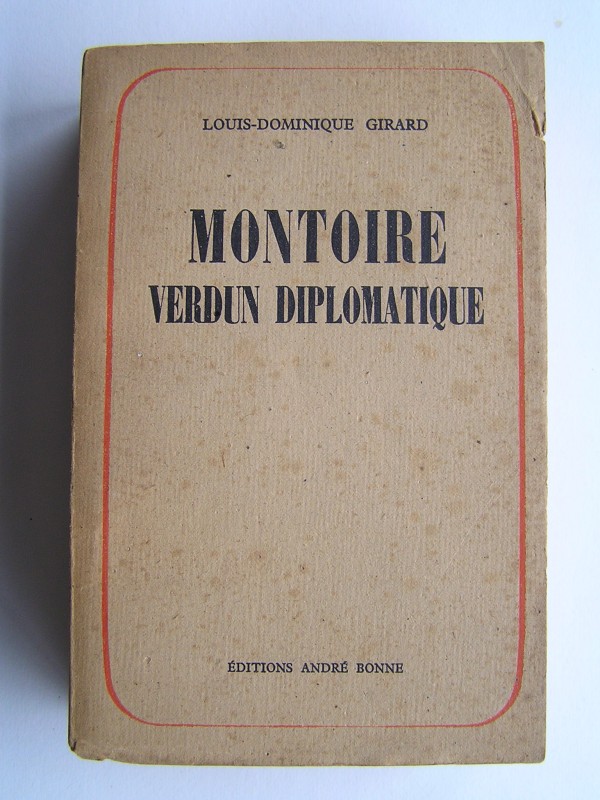 LOUIS-DOMINIQUE GIRARD
MONTOIRE
VERDUN DIPLOMATIQUE
ÉDITIONS ANDRÉ BONNE